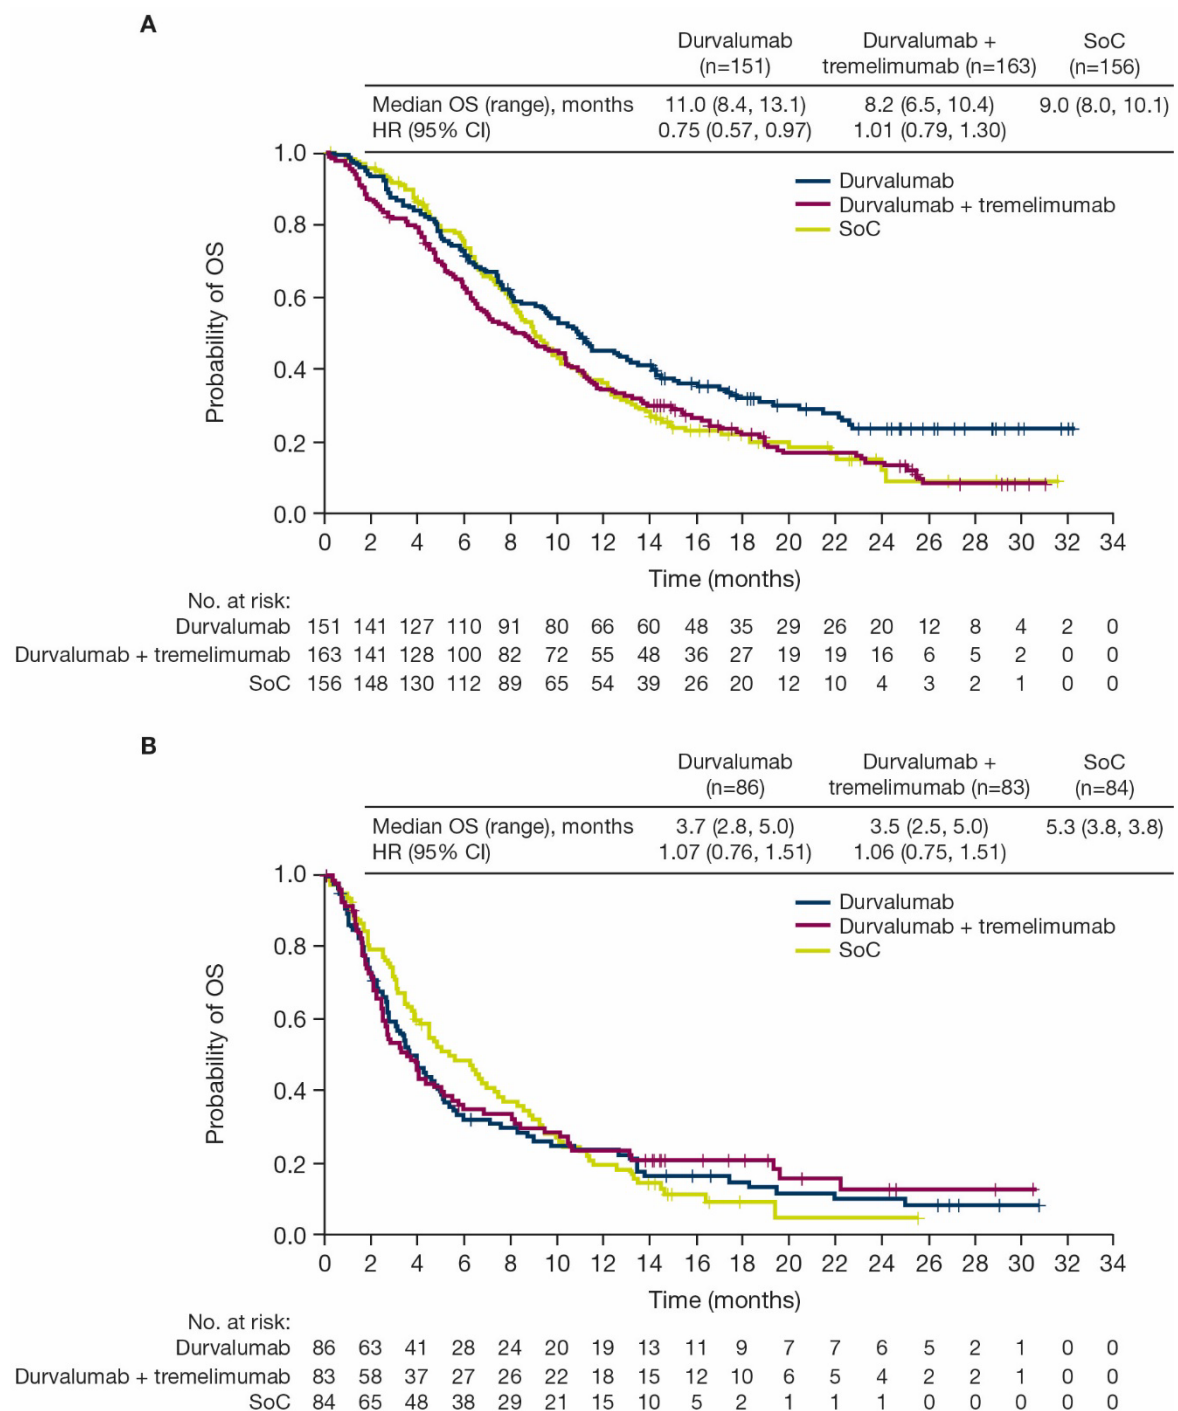 A
Durvalumab (n=151) Durvalumab + tremelimumab (n=163) SoC (n=156)
Median OS (range), months 11.0 (8.4, 13.1) 8.2 (6.5, 10.4) 9.0 (8.0, 10.1)
HR (95% CI) 0.75 (0.57, 0.97) 1.01 (0.79, 1.30)
Durvalumab
Durvalumab + tremelimumab
SoC
Probability of OS
1.0
0.8
0.6
0.4
0.2
0.0
0 2 4 6 8 10 12 14 16 18 20 22 24 26 28 30 32 34
Time (months)
No. at risk:
Durvalumab 151 141 127 110 91 80 66 60 48 35 29 26 20 12 8 4 2 0
Durvalumab + tremelimumab 163 141 128 100 82 72 55 48 36 27 19 19 16 6 5 2 0 0
SoC 156 148 130 112 89 65 54 39 26 20 12 10 4 3 2 1 0 0
B
Durvalumab (n=86) Durvalumab + tremelimumab (n=83) SoC (n=84)
Median OS (range), months 3.7 (2.8, 5.0) 3.5 (2.5, 5.0) 5.3 (3.8, 3.8)
HR (95% CI) 1.07 (0.76, 1.51) 1.06 (0.75, 1.51)
Durvalumab
Durvalumab + tremelimumab
SoC
Probability of OS
1.0
0.8
0.6
0.4
0.2
0.0
0 2 4 6 8 10 12 14 16 18 20 22 24 26 28 30 32 34
Time (months)
No. at risk:
Durvalumab 86 63 41 28 24 20 19 13 11 9 7 7 6 5 2 1 0 0
Durvalumab + tremelimumab 83 58 37 27 26 22 18 15 12 10 6 5 4 2 2 1 0 0
SoC 84 65 48 38 29 21 15 10 5 2 1 1 1 0 0 0 0 0